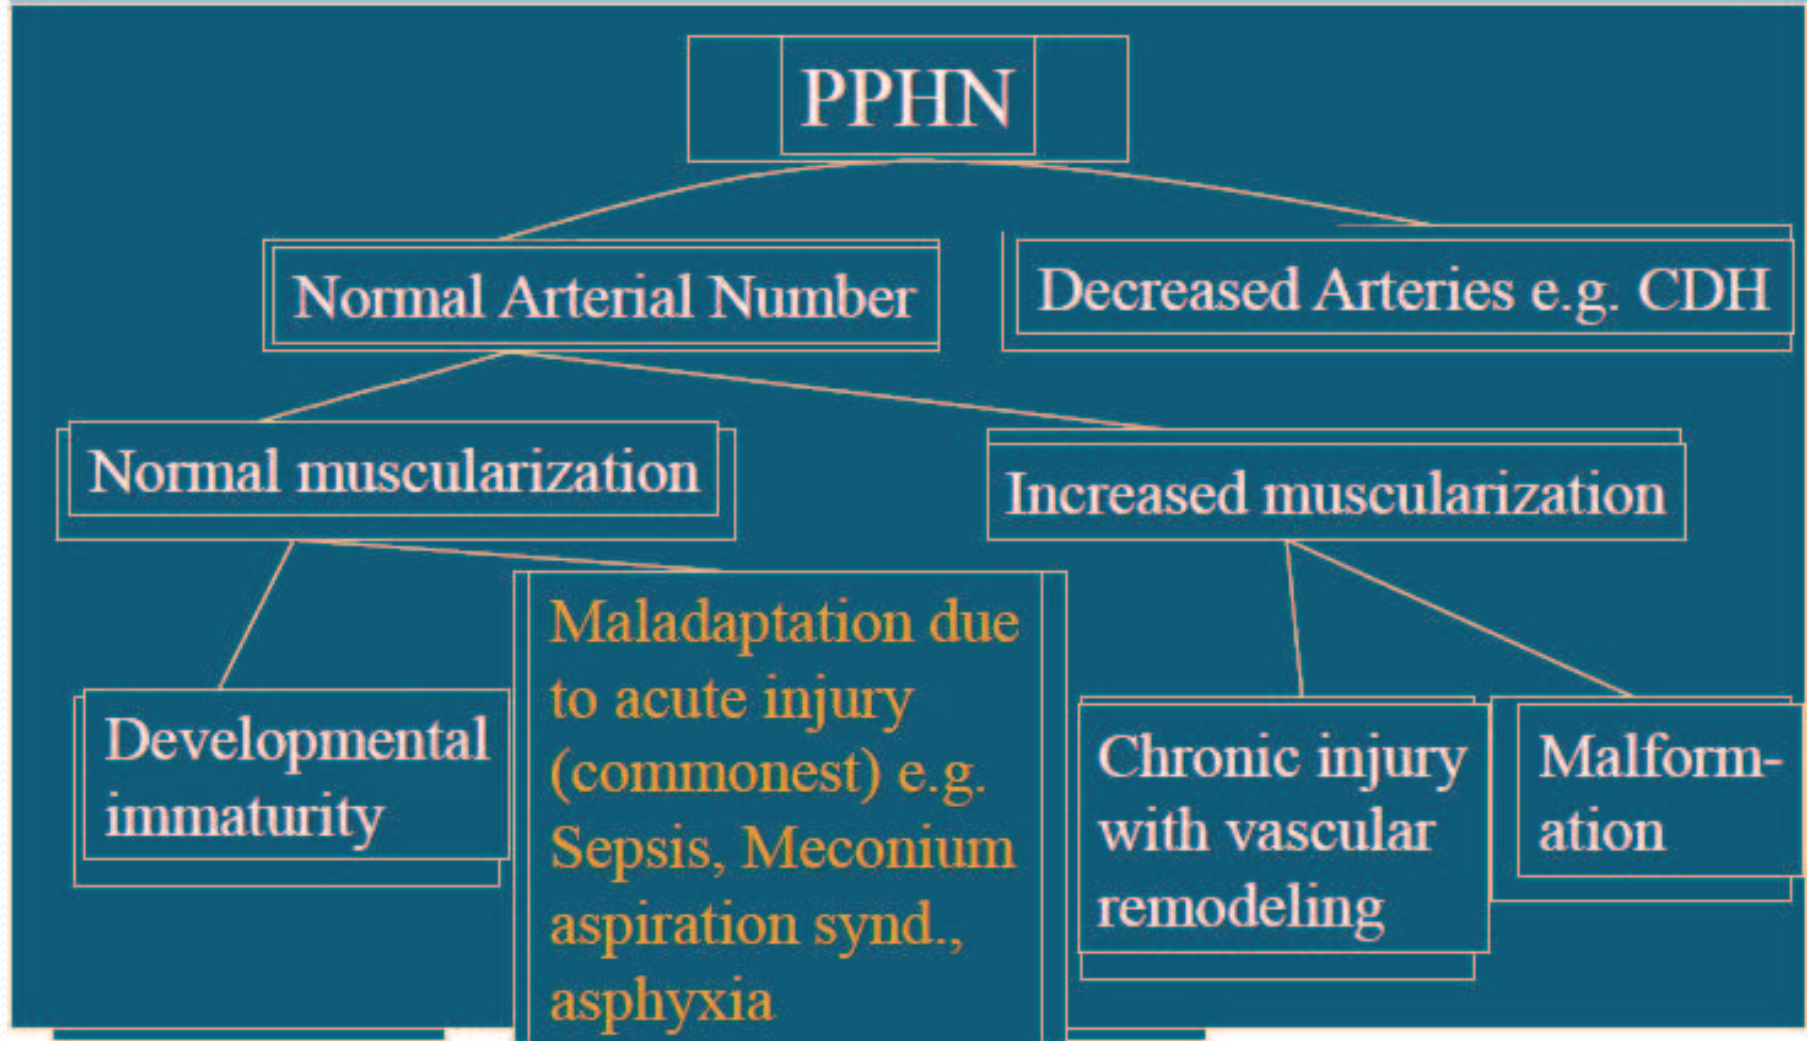 PPHN
Normal Arterial Number
Decreased Arteries e.g. CDH
Normal muscularization
Increased muscularization
Developmental
immaturity
Maladaptation due
to acute injury
(commonest) e.g.
Sepsis, Meconium
aspiration synd.,
asphyxia
Chronic injury
with vascular
remodeling
Malform-
ation